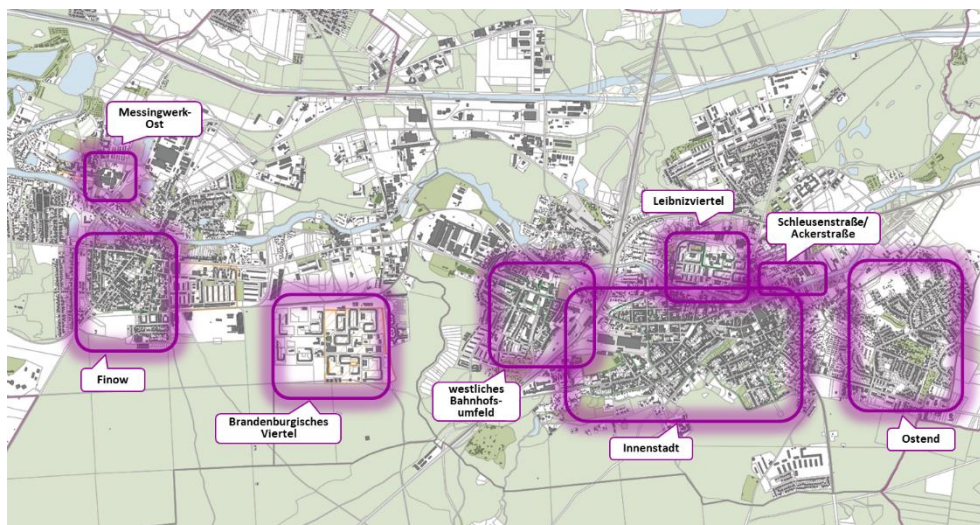 Messingwerk-
Ost
Leibnizviertel
Schleusenstraße/
Ackerstraße
Finow
Brandenburgisches
Viertel
westliches
Bahnhofs-
umfeld
Innenstadt
Ostend